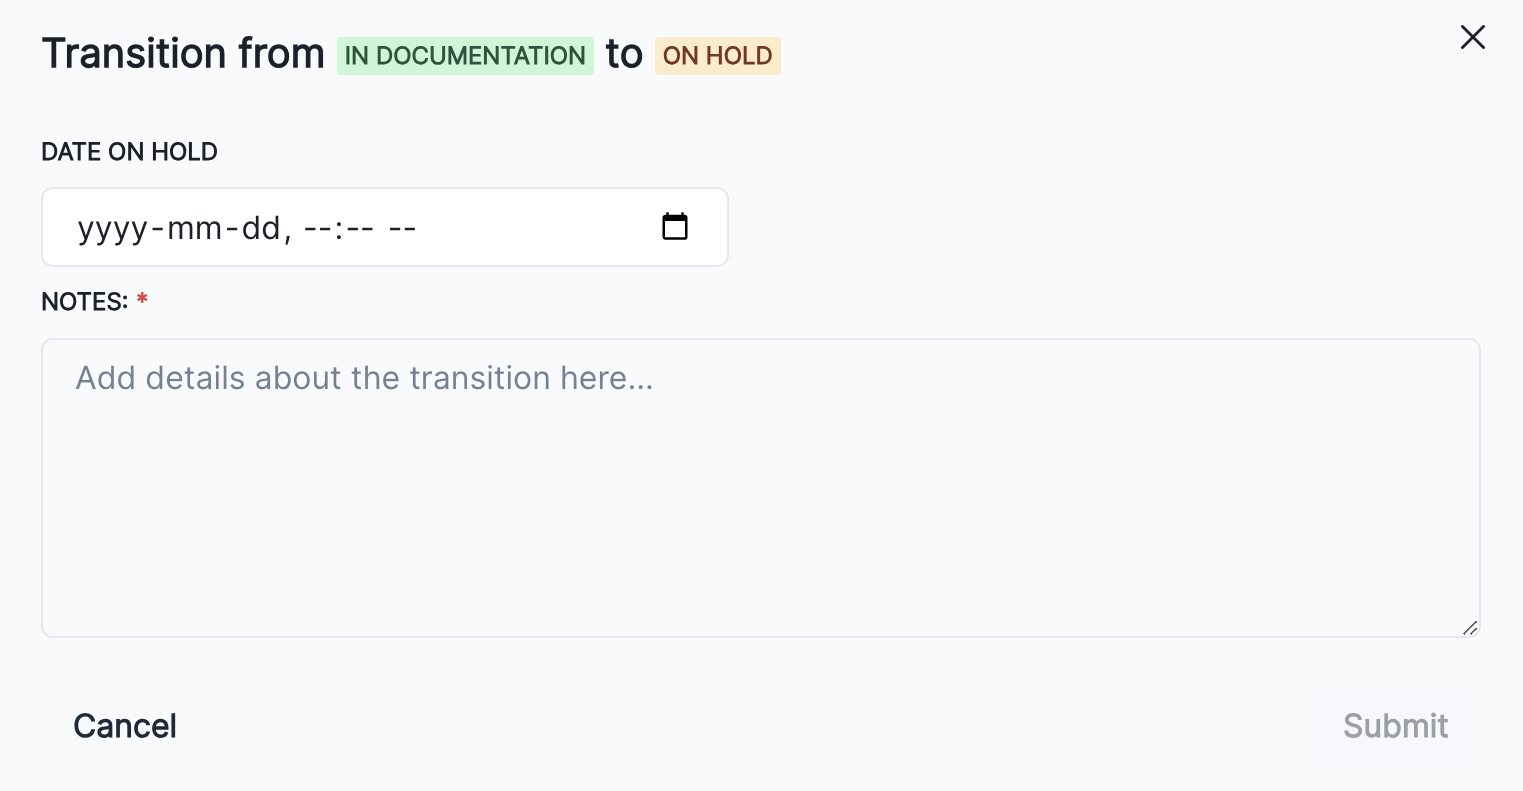 Transition from IN DOCUMENTATION to ON HOLD
DATE ON HOLD
yyyy-mm-dd, --:-- --
NOTES: *
Add details about the transition here...
Cancel
Submit